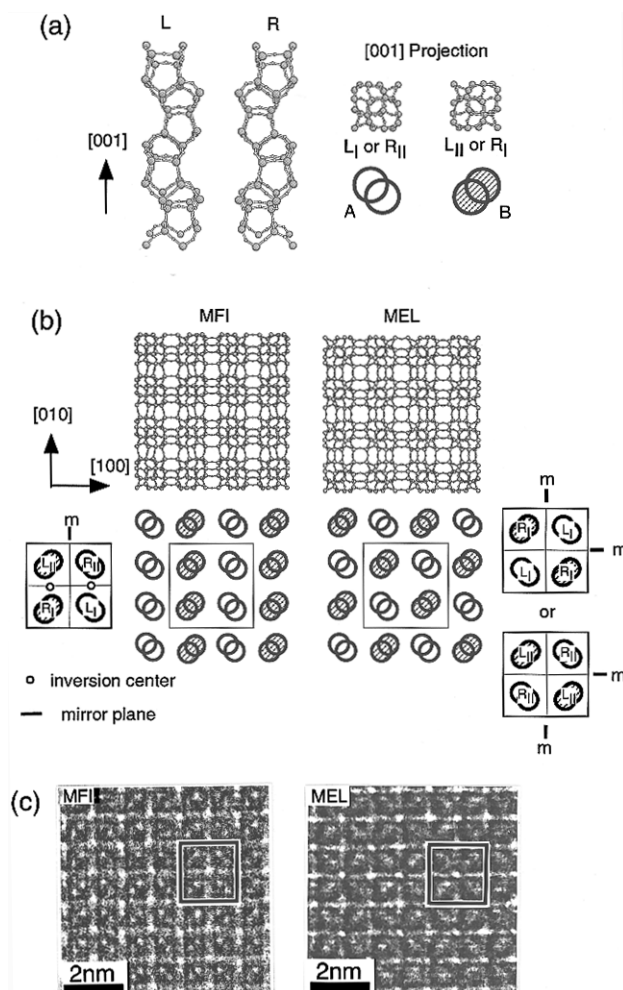 (a)
L R
[001] Projection
[001]
L_I or R_II L_II or R_I
A B
(b)
MFI MEL
[010]
[100]
m
L_II R_II
R_I L_I
inversion center
mirror plane
m
R_I L_I
m
L_I R_I
or
L_II R_II
m
R_II L_II
m
(c)
MFI MEL
2nm 2nm